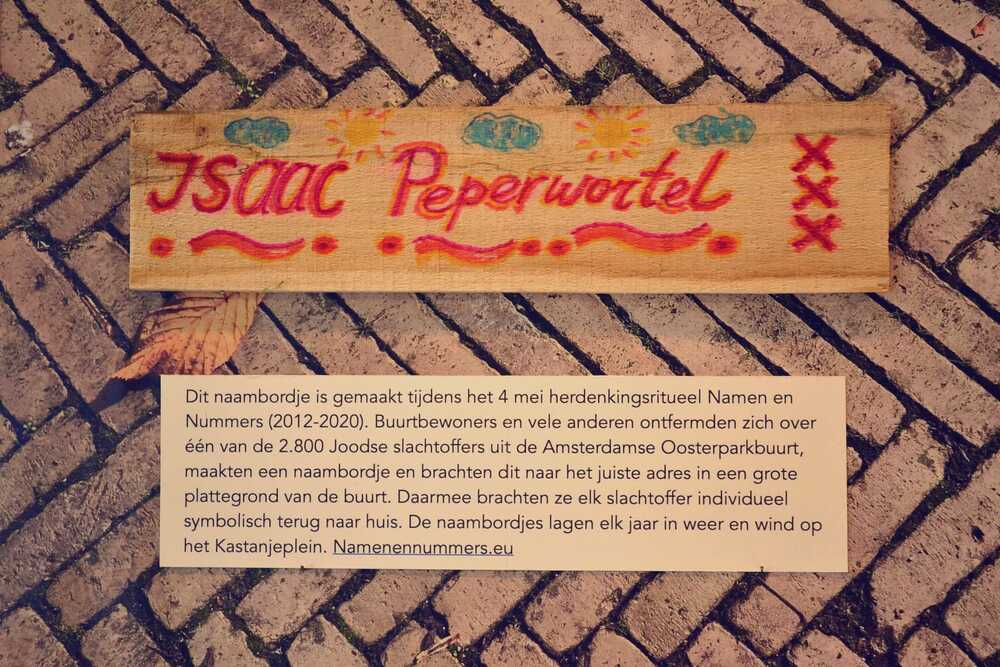 Isaac Peperwortel
XXX
Dit naambordje is gemaakt tijdens het 4 mei herdenkingsritueel Namen en
Nummers (2012-2020). Buurtbewoners en vele anderen ontfermden zich over
één van de 2.800 Joodse slachtoffers uit de Amsterdamse Oosterparkbuurt,
maakten een naambordje en brachten dit naar het juiste adres in een grote
plattegrond van de buurt. Daarmee brachten ze elk slachtoffer individueel
symbolisch terug naar huis. De naambordjes lagen elk jaar in weer en wind op
het Kastanjeplein. Namenennummers.eu